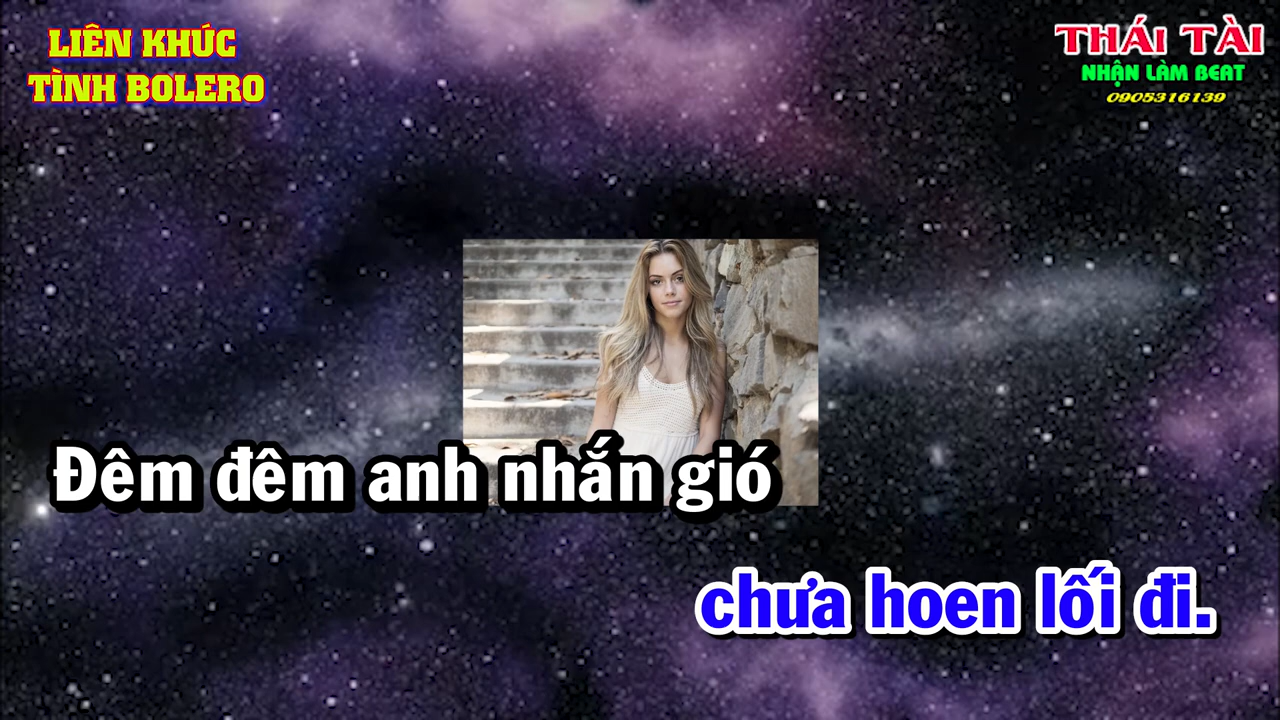 LIÊN KHÚC
TÌNH BOLERO
THÁI TÀI
NHẬN LÀM BEAT
0905316139
Đêm đêm anh nhắn gió
chưa hoen lối đi.